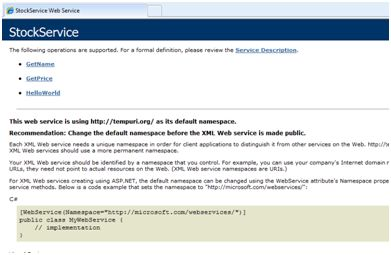 StockService Web Service
StockService
The following operations are supported. For a formal definition, please review the Service Description.
GetName
GetPrice
HelloWorld
This web service is using http://tempuri.org/ as its default namespace.
Recommendation: Change the default namespace before the XML Web service is made public.
Each XML Web service needs a unique namespace in order for client applications to distinguish it from other services on the Web. http://
XML Web services should use a more permanent namespace.
Your XML Web service should be identified by a namespace that you control. For example, you can use your company's Internet domain
URLs, they need not point to actual resources on the Web. (XML Web service namespaces are URIs.)
For XML Web services creating using ASP.NET, the default namespace can be changed using the WebService attribute's Namespace
service methods. Below is a code example that sets the namespace to "http://microsoft.com/webservices/":
C#
[WebService(Namespace="http://microsoft.com/webservices/")]
public class MyWebService {
// implementation
}